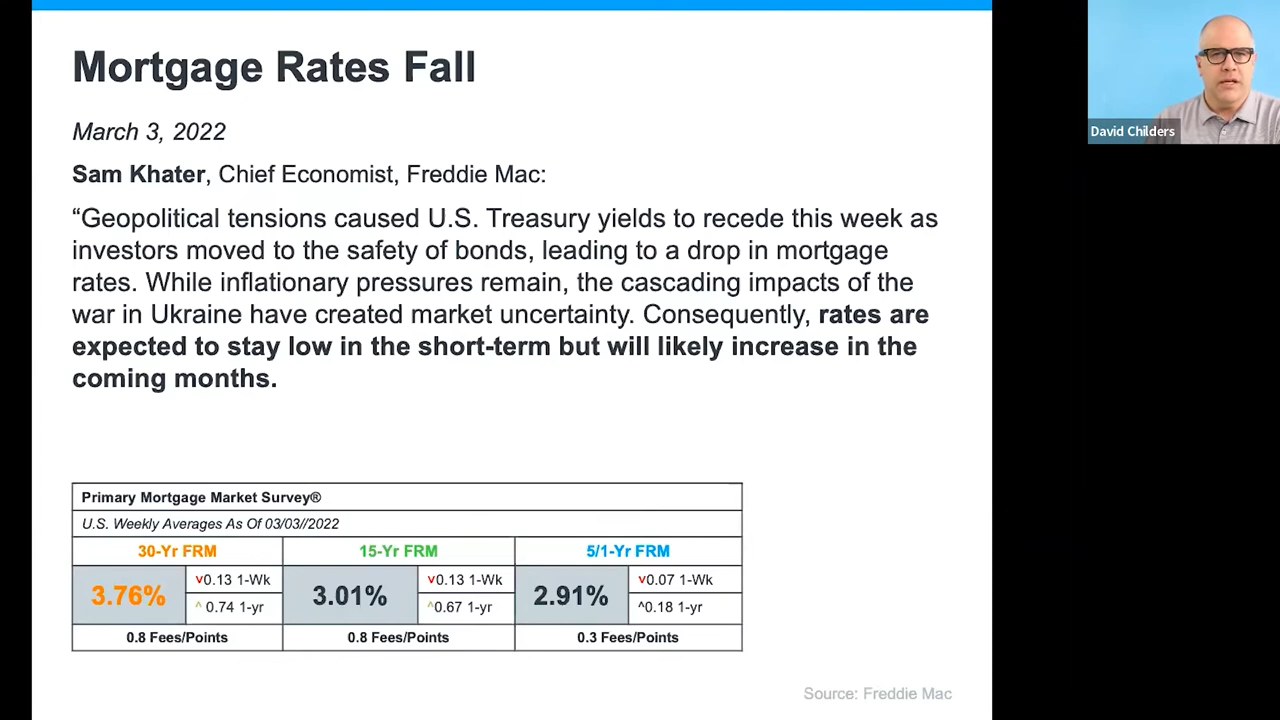 Mortgage Rates Fall
March 3, 2022
Sam Khater, Chief Economist, Freddie Mac:
“Geopolitical tensions caused U.S. Treasury yields to recede this week as
investors moved to the safety of bonds, leading to a drop in mortgage
rates. While inflationary pressures remain, the cascading impacts of the
war in Ukraine have created market uncertainty. Consequently, rates are
expected to stay low in the short-term but will likely increase in the
coming months.
Primary Mortgage Market Survey®
U.S. Weekly Averages As Of 03/03//2022
30-Yr FRM 15-Yr FRM 5/1-Yr FRM
3.76% v0.13 1-Wk ^ 0.74 1-yr 3.01% v0.13 1-Wk ^0.67 1-yr 2.91% v0.07 1-Wk ^0.18 1-yr
0.8 Fees/Points 0.8 Fees/Points 0.3 Fees/Points
Source: Freddie Mac
David Childers